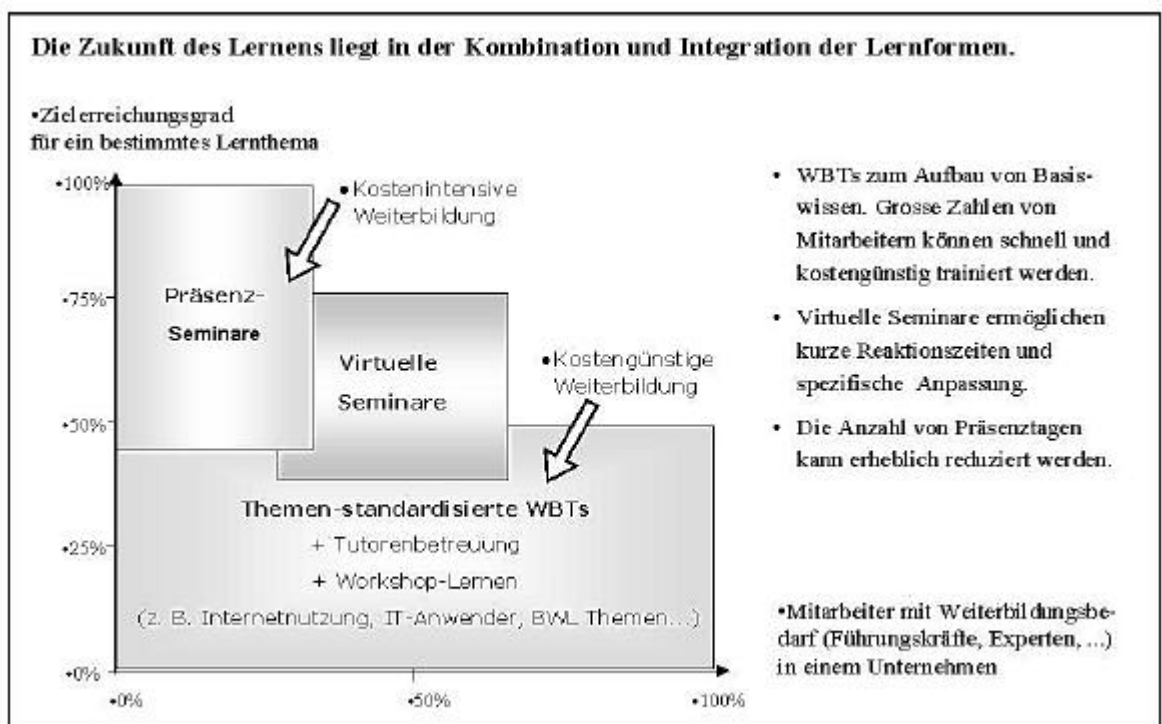 Die Zukunft des Lernens liegt in der Kombination und Integration der Lernformen.
•Zielerreichungsgrad
für ein bestimmtes Lernthema
•100%
•75%
•50%
•25%
•0%
•Kostenintensive
Weiterbildung
Präsenz-
Seminare
Virtuelle
Seminare
•Kostengünstige
Weiterbildung
Themen-standardisierte WBTs
+ Tutorenbetreuung
+ Workshop-Lernen
(z. B. Internetnutzung, IT-Anwender, BWL Themen...)
•0%
•50%
•100%
• WBTs zum Aufbau von Basis-
wissen. Grosse Zahlen von
Mitarbeitern können schnell und
kostengünstig trainiert werden.
• Virtuelle Seminare ermöglichen
kurze Reaktionszeiten und
spezifische Anpassung.
• Die Anzahl von Präsenztagen
kann erheblich reduziert werden.
•Mitarbeiter mit Weiterbildungsbe-
darf (Führungskräfte, Experten, ...)
in einem Unternehmen